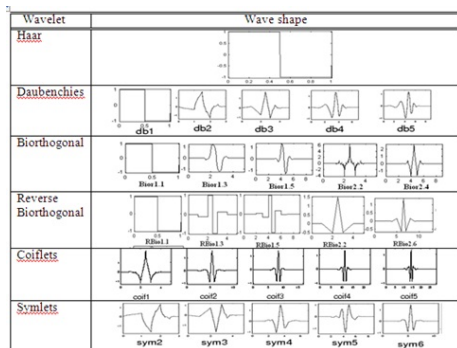 Wavelet Wave shape
Haar
Daubenchies
db1 db2 db3 db4 db5
Biorthogonal
Bior1.1 Bior1.3 Bior1.5 Bior2.2 Bior2.4
Reverse
Biorthogonal
RBio1.1 RBio1.3 RBio1.5 RBio2.2 RBio2.6
Coiflets
coif1 coif2 coif3 coif4 coif5
Symlets
sym2 sym3 sym4 sym5 sym6